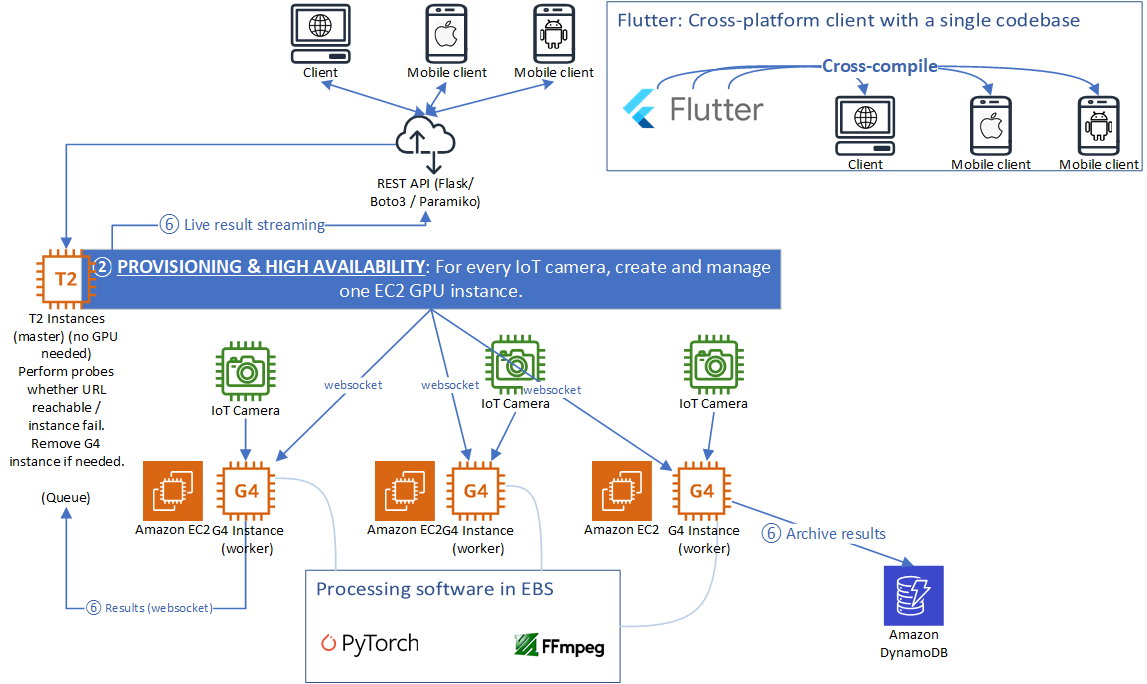 Flutter: Cross-platform client with a single codebase
Cross-compile
Flutter
Client
Mobile client
Mobile client
Client
Mobile client
Mobile client
REST API (Flask/
Boto3 / Paramiko)
⑥ Live result streaming
② PROVISIONING & HIGH AVAILABILITY: For every IoT camera, create and manage
one EC2 GPU instance.
T2
T2 Instances
(master) (no GPU
needed)
Perform probes
whether URL
reachable /
instance fail.
Remove G4
instance if needed.
(Queue)
websocket
websocket
websocket
IoT Camera
IoT Camera
IoT Camera
G4
G4
G4
Amazon EC2
G4 Instance
(worker)
Amazon EC2
G4 Instance
(worker)
Amazon EC2
G4 Instance
(worker)
⑥ Archive results
⑥ Results (websocket)
Processing software in EBS
PyTorch
FFmpeg
Amazon
DynamoDB